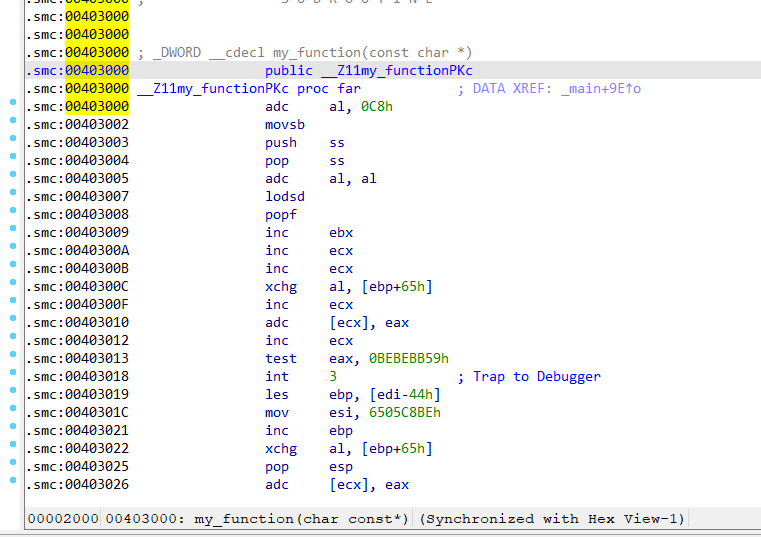 .smc:00403000 ; S U B R O U T I N E
.smc:00403000
.smc:00403000
.smc:00403000 ; _DWORD __cdecl my_function(const char *)
.smc:00403000 public __Z11my_functionPKc
.smc:00403000 __Z11my_functionPKc proc far ; DATA XREF: _main+9E↑o
.smc:00403000 adc al, 0C8h
.smc:00403002 movsb
.smc:00403003 push ss
.smc:00403004 pop ss
.smc:00403005 adc al, al
.smc:00403007 lodsd
.smc:00403008 popf
.smc:00403009 inc ebx
.smc:0040300A inc ecx
.smc:0040300B inc ecx
.smc:0040300C xchg al, [ebp+65h]
.smc:0040300F inc ecx
.smc:00403010 adc [ecx], eax
.smc:00403012 inc ecx
.smc:00403013 test eax, 0BEBEBB59h
.smc:00403018 int 3 ; Trap to Debugger
.smc:00403019 les ebp, [edi-44h]
.smc:0040301C mov esi, 6505C8BEh
.smc:00403021 inc ebp
.smc:00403022 xchg al, [ebp+65h]
.smc:00403025 pop esp
.smc:00403026 adc [ecx], eax
00002000 00403000: my_function(char const*) (Synchronized with Hex View-1)